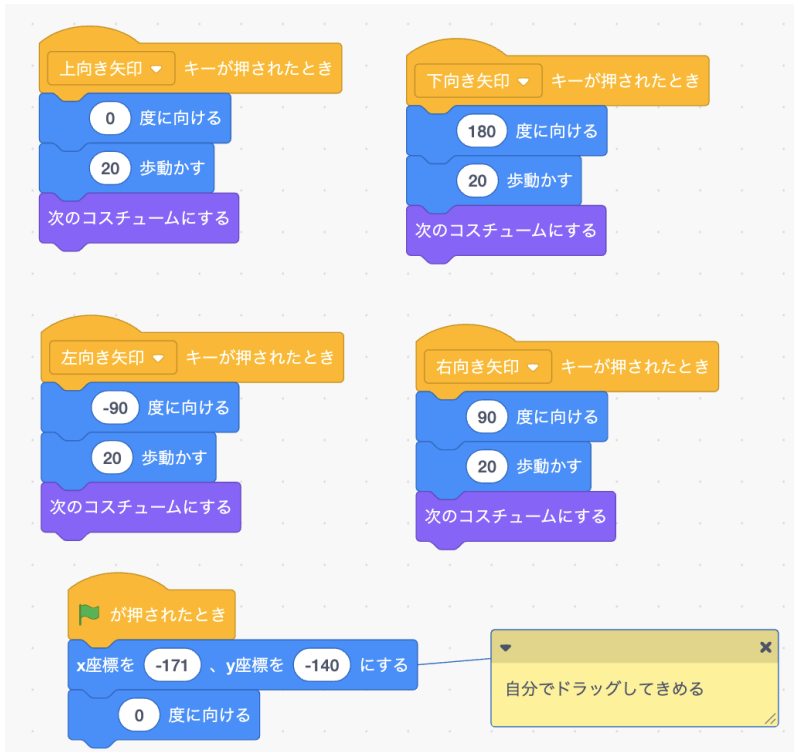 上向き矢印 キーが押されたとき
0 度に向ける
20 歩動かす
次のコスチュームにする
下向き矢印 キーが押されたとき
180 度に向ける
20 歩動かす
次のコスチュームにする
左向き矢印 キーが押されたとき
-90 度に向ける
20 歩動かす
次のコスチュームにする
右向き矢印 キーが押されたとき
90 度に向ける
20 歩動かす
次のコスチュームにする
が押されたとき
x座標を -171 、y座標を -140 にする
0 度に向ける
自分でドラッグしてきめる